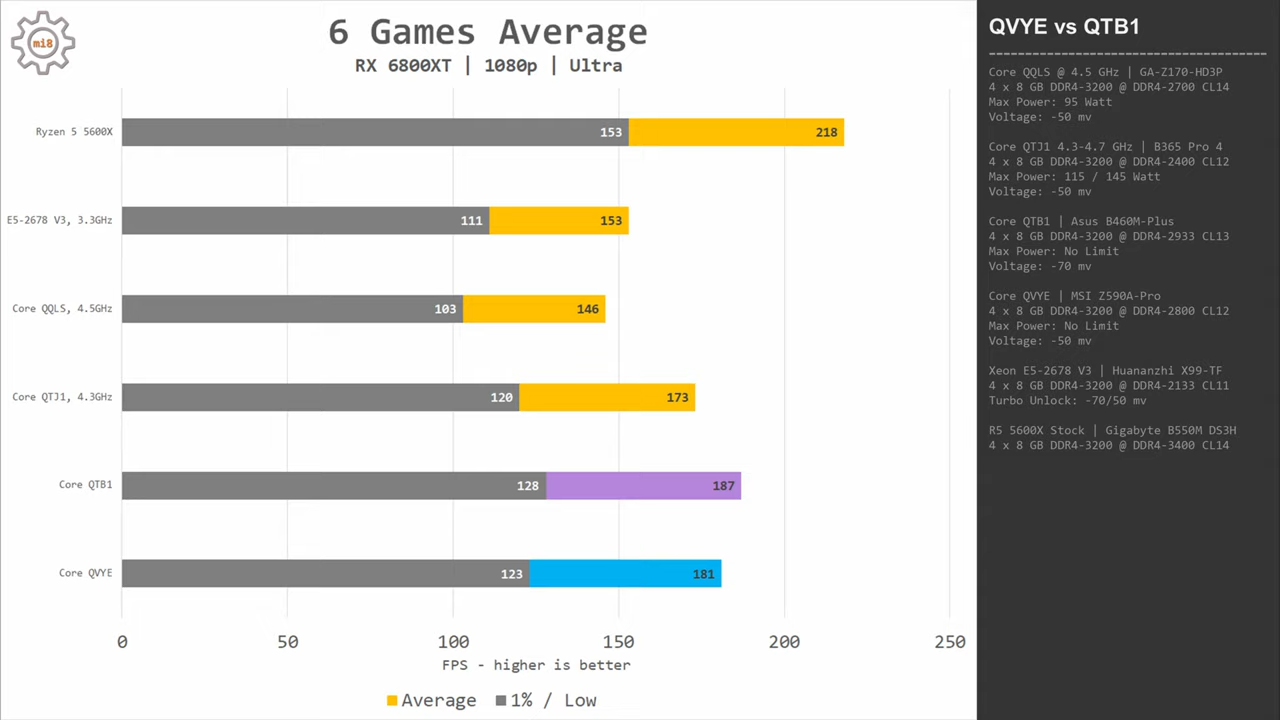 mi8
6 Games Average
RX 6800XT | 1080p | Ultra
Ryzen 5 5600X
153
218
E5-2678 V3, 3.3GHz
111
153
Core QQLS, 4.5GHz
103
146
Core QTJ1, 4.3GHz
120
173
Core QTB1
128
187
Core QVYE
123
181
0
50
100
150
200
250
FPS - higher is better
Average
1% / Low
QVYE vs QTB1
--------------------------------------
Core QQLS @ 4.5 GHz | GA-Z170-HD3P
4 x 8 GB DDR4-3200 @ DDR4-2700 CL14
Max Power: 95 Watt
Voltage: -50 mv
Core QTJ1 4.3-4.7 GHz | B365 Pro 4
4 x 8 GB DDR4-3200 @ DDR4-2400 CL12
Max Power: 115 / 145 Watt
Voltage: -50 mv
Core QTB1 | Asus B460M-Plus
4 x 8 GB DDR4-3200 @ DDR4-2933 CL13
Max Power: No Limit
Voltage: -70 mv
Core QVYE | MSI Z590A-Pro
4 x 8 GB DDR4-3200 @ DDR4-2800 CL12
Max Power: No Limit
Voltage: -50 mv
Xeon E5-2678 V3 | Huananzhi X99-TF
4 x 8 GB DDR4-3200 @ DDR4-2133 CL11
Turbo Unlock: -70/50 mv
R5 5600X Stock | Gigabyte B550M DS3H
4 x 8 GB DDR4-3200 @ DDR4-3400 CL14